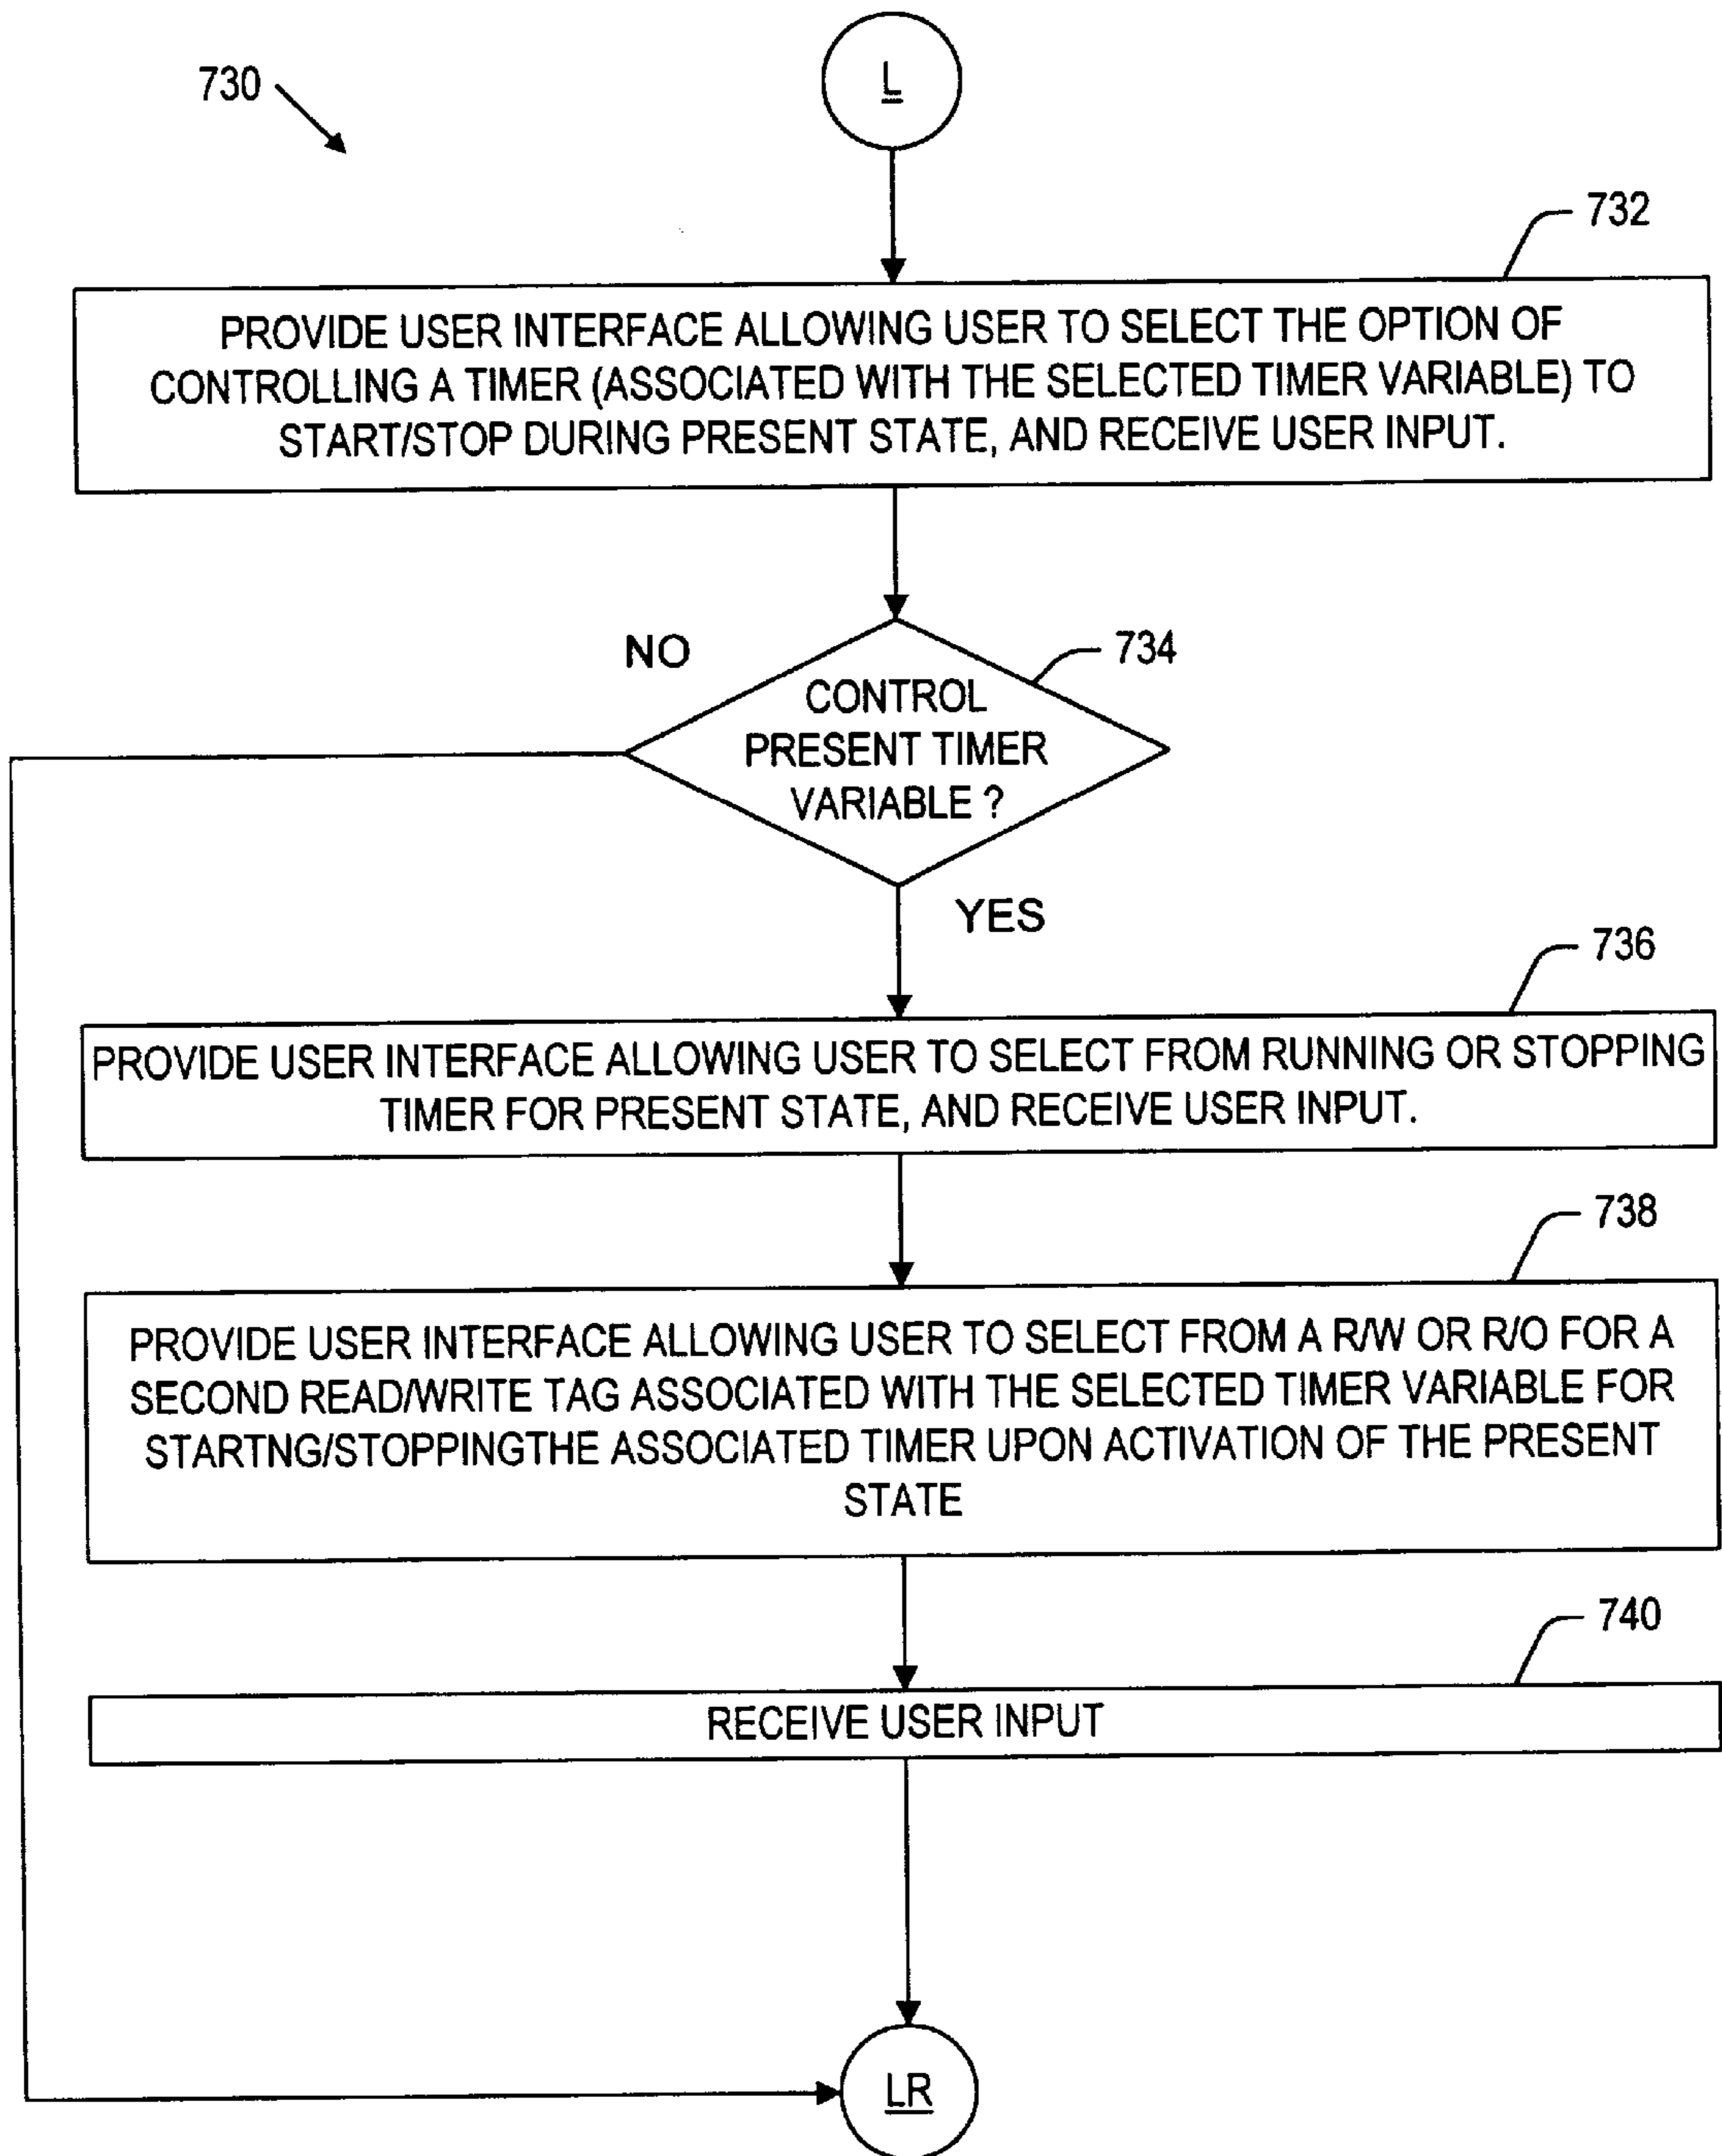 L
730
732
PROVIDE USER INTERFACE ALLOWING USER TO SELECT THE OPTION OF
CONTROLLING A TIMER (ASSOCIATED WITH THE SELECTED TIMER VARIABLE) TO
START/STOP DURING PRESENT STATE, AND RECEIVE USER INPUT.
NO
734
CONTROL
PRESENT TIMER
VARIABLE ?
YES
736
PROVIDE USER INTERFACE ALLOWING USER TO SELECT FROM RUNNING OR STOPPING
TIMER FOR PRESENT STATE, AND RECEIVE USER INPUT.
738
PROVIDE USER INTERFACE ALLOWING USER TO SELECT FROM A R/W OR R/O FOR A
SECOND READ/WRITE TAG ASSOCIATED WITH THE SELECTED TIMER VARIABLE FOR
STARTNG/STOPPINGTHE ASSOCIATED TIMER UPON ACTIVATION OF THE PRESENT
STATE
740
RECEIVE USER INPUT
LR